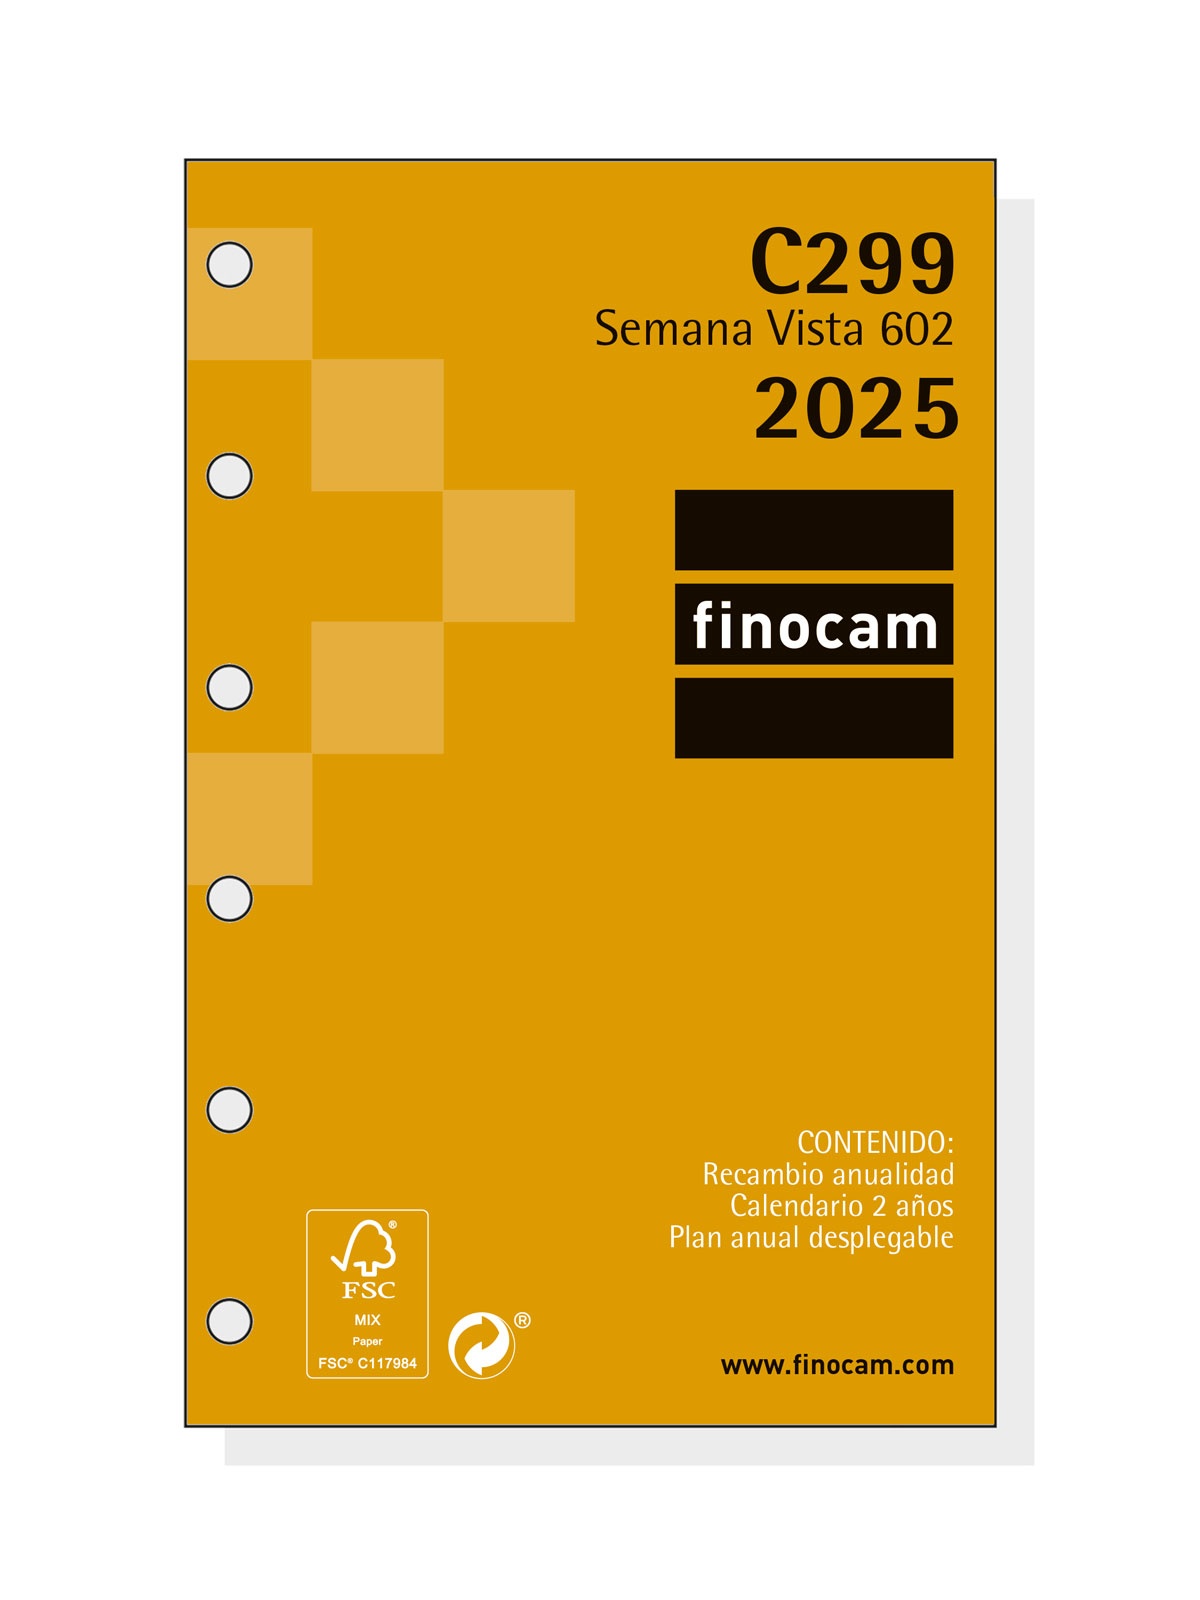 C299
Semana Vista 602
2025
finocam
CONTENIDO:
Recambio anualidad
Calendario 2 años
Plan anual desplegable
®
FSC
MIX
Paper
FSC® C117984
®
www.finocam.com